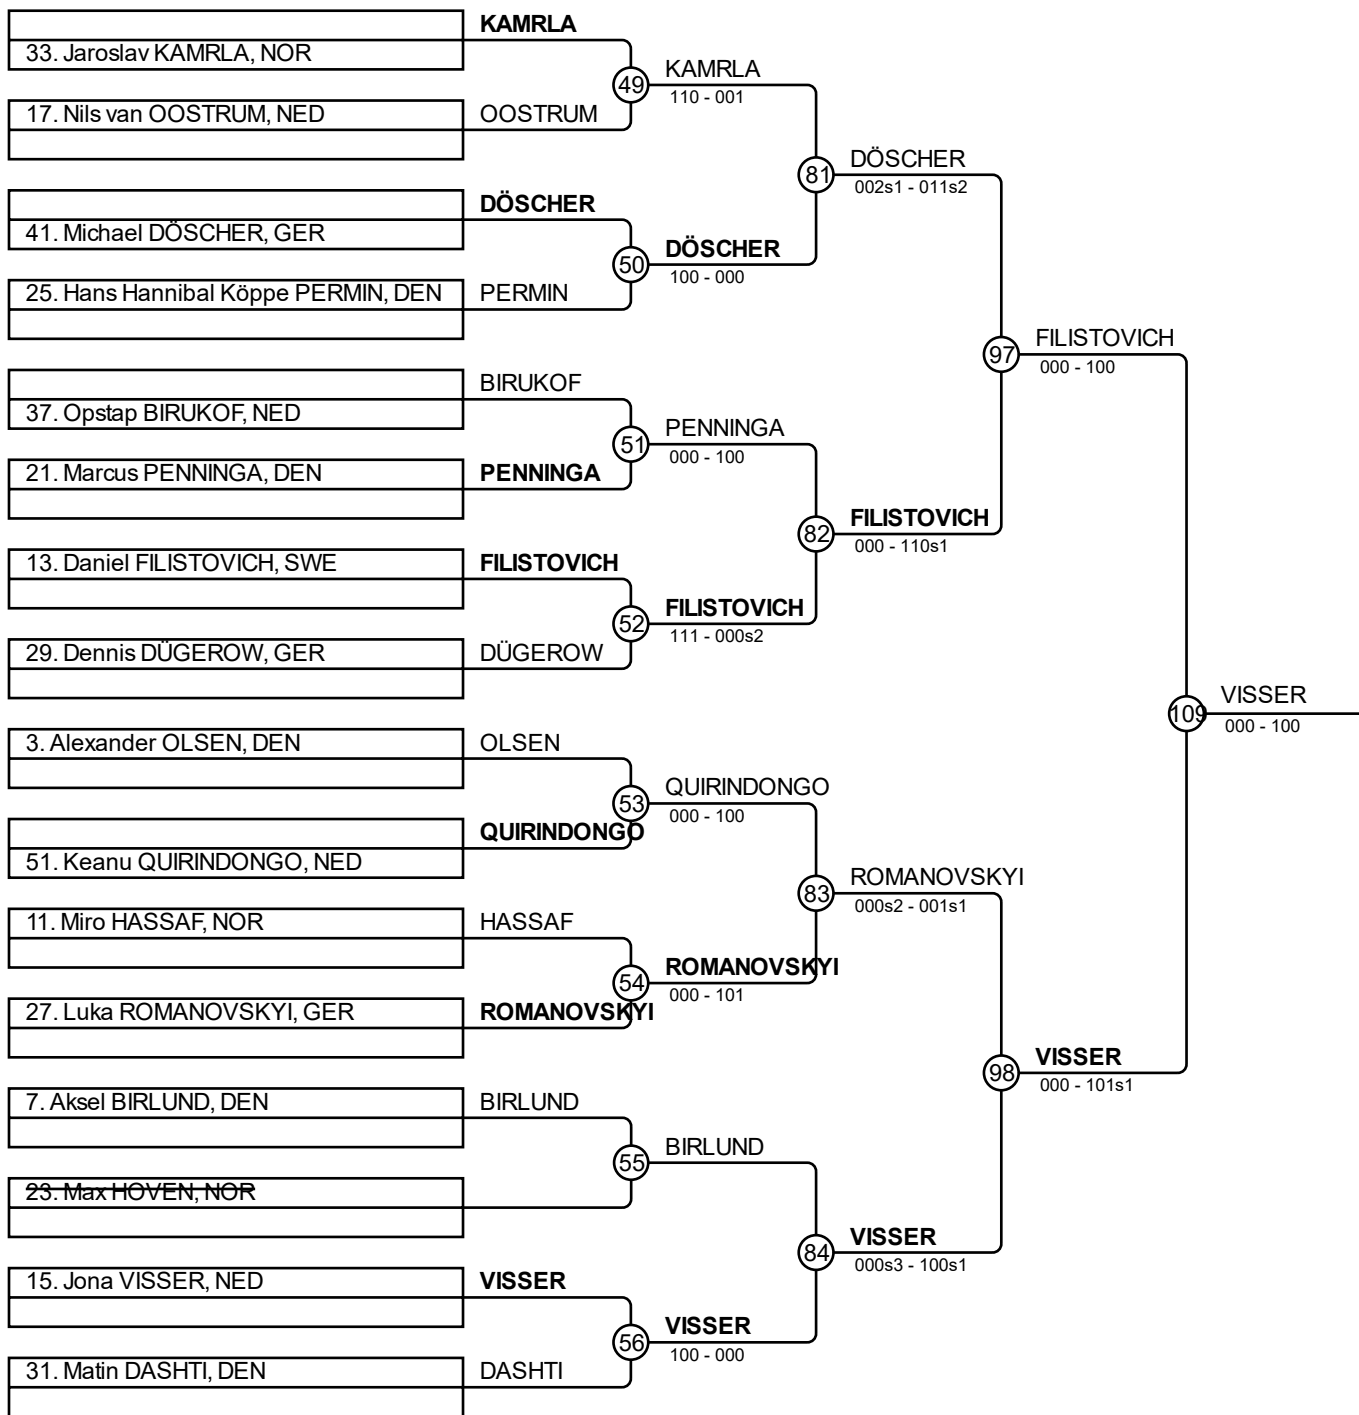 KAMRLA
33. Jaroslav KAMRLA, NOR
49
KAMRLA
110 - 001
17. Nils van OOSTRUM, NED
OOSTRUM
81
DÖSCHER
002s1 - 011s2
DÖSCHER
41. Michael DÖSCHER, GER
50
DÖSCHER
100 - 000
25. Hans Hannibal Köppe PERMIN, DEN
PERMIN
97
FILISTOVICH
000 - 100
BIRUKOF
37. Opstap BIRUKOF, NED
51
PENNINGA
000 - 100
21. Marcus PENNINGA, DEN
PENNINGA
82
FILISTOVICH
000 - 110s1
13. Daniel FILISTOVICH, SWE
FILISTOVICH
52
FILISTOVICH
111 - 000s2
29. Dennis DÜGEROW, GER
DÜGEROW
109
VISSER
000 - 100
3. Alexander OLSEN, DEN
OLSEN
53
QUIRINDONGO
000 - 100
QUIRINDONGO
51. Keanu QUIRINDONGO, NED
83
ROMANOVSKYI
000s2 - 001s1
11. Miro HASSAF, NOR
HASSAF
54
ROMANOVSKYI
000 - 101
27. Luka ROMANOVSKYI, GER
ROMANOVSKYI
98
VISSER
000 - 101s1
7. Aksel BIRLUND, DEN
BIRLUND
55
BIRLUND
23. Max HOVEN, NOR
84
VISSER
000s3 - 100s1
15. Jona VISSER, NED
VISSER
56
VISSER
100 - 000
31. Matin DASHTI, DEN
DASHTI